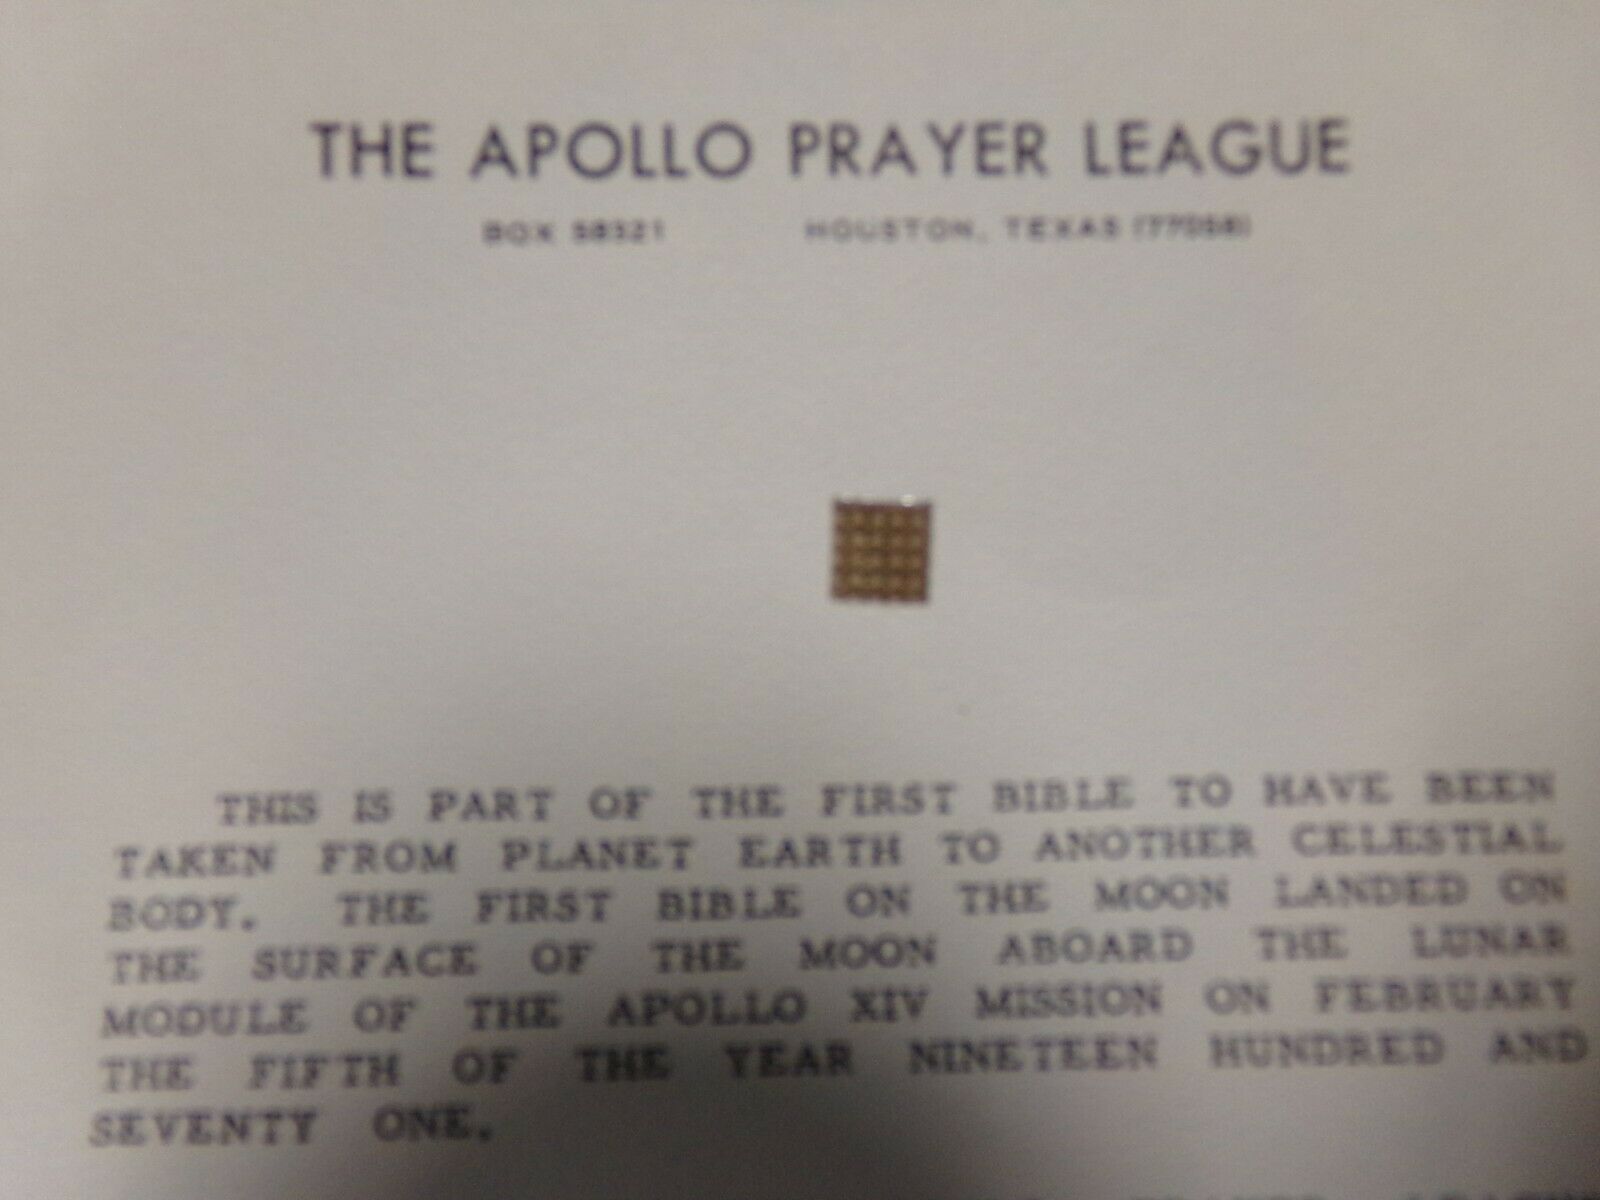 THE APOLLO PRAYER LEAGUE
BOX 58321 HOUSTON, TEXAS (77058)
THIS IS PART OF THE FIRST BIBLE TO HAVE BEEN
TAKEN FROM PLANET EARTH TO ANOTHER CELESTIAL
BODY. THE FIRST BIBLE ON THE MOON LANDED ON
THE SURFACE OF THE MOON ABOARD THE LUNAR
MODULE OF THE APOLLO XIV MISSION ON FEBRUARY
THE FIFTH OF THE YEAR NINETEEN HUNDRED AND
SEVENTY ONE.